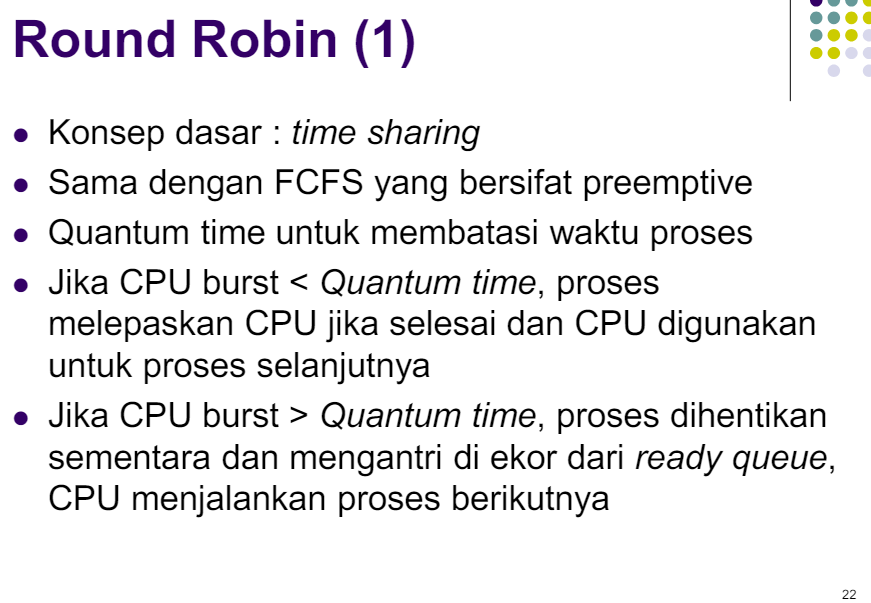 Round Robin (1)
● Konsep dasar : time sharing
● Sama dengan FCFS yang bersifat preemptive
● Quantum time untuk membatasi waktu proses
● Jika CPU burst < Quantum time, proses
melepaskan CPU jika selesai dan CPU digunakan
untuk proses selanjutnya
● Jika CPU burst > Quantum time, proses dihentikan
sementara dan mengantri di ekor dari ready queue,
CPU menjalankan proses berikutnya
22